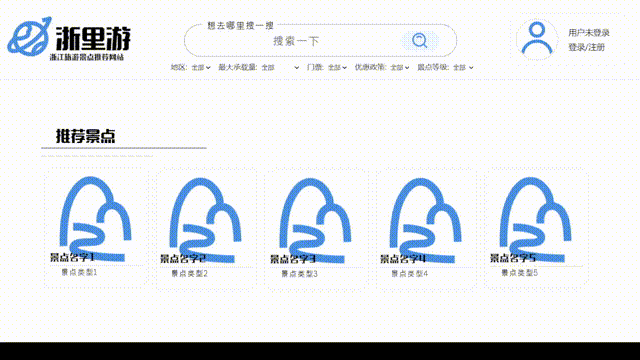 浙里游
浙江旅游景点推荐网站
想去哪里搜一搜
搜索一下
用户未登录
登录/注册
地区: 全部 最大承载量: 全部 门票: 全部 优惠政策: 全部 景点等级: 全部
推荐景点
景点名字1 景点名字2 景点名字3 景点名字4 景点名字5
景点类型1 景点类型2 景点类型3 景点类型4 景点类型5